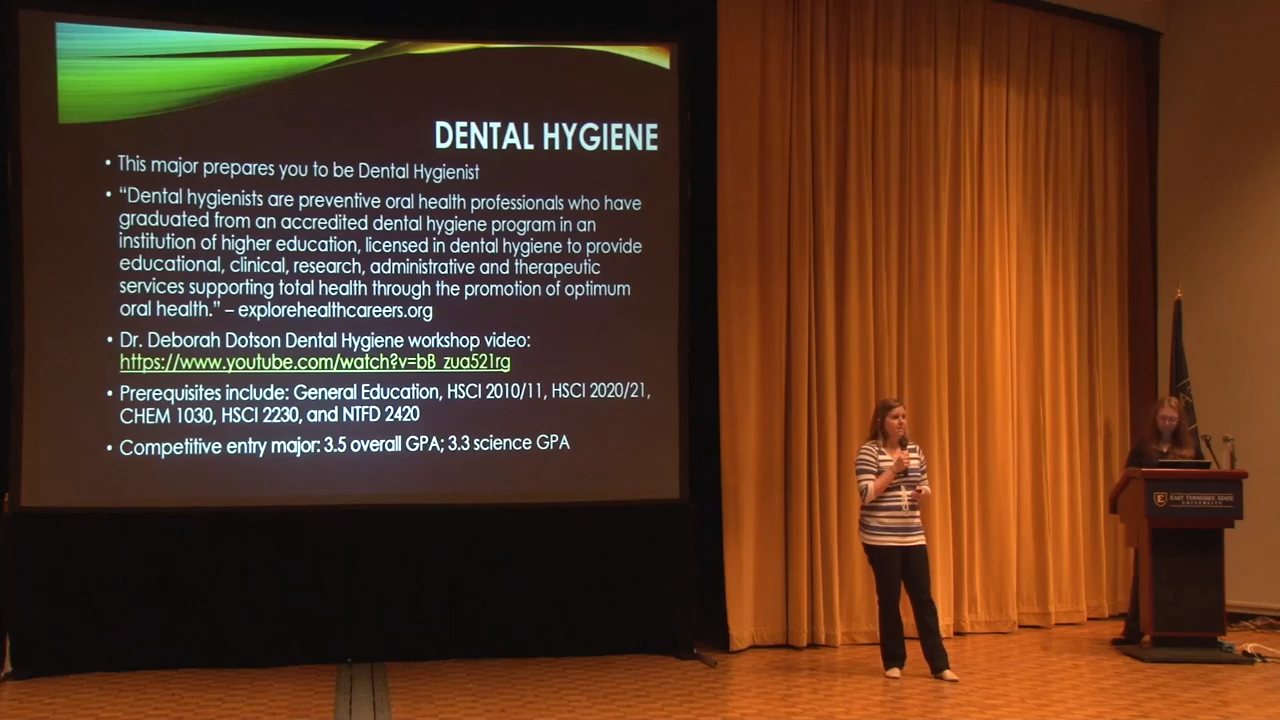 DENTAL HYGIENE
• This major prepares you to be Dental Hygienist
• “Dental hygienists are preventive oral health professionals who have
graduated from an accredited dental hygiene program in an
institution of higher education, licensed in dental hygiene to provide
educational, clinical, research, administrative and therapeutic
services supporting total health through the promotion of optimum
oral health.” – explorehealthcareers.org
• Dr. Deborah Dotson Dental Hygiene workshop video:
https://www.youtube.com/watch?v=bB_zua521rg
• Prerequisites include: General Education, HSCI 2010/11, HSCI 2020/21,
CHEM 1030, HSCI 2230, and NTFD 2420
• Competitive entry major: 3.5 overall GPA; 3.3 science GPA
E
EAST TENNESSEE STATE
UNIVERSITY